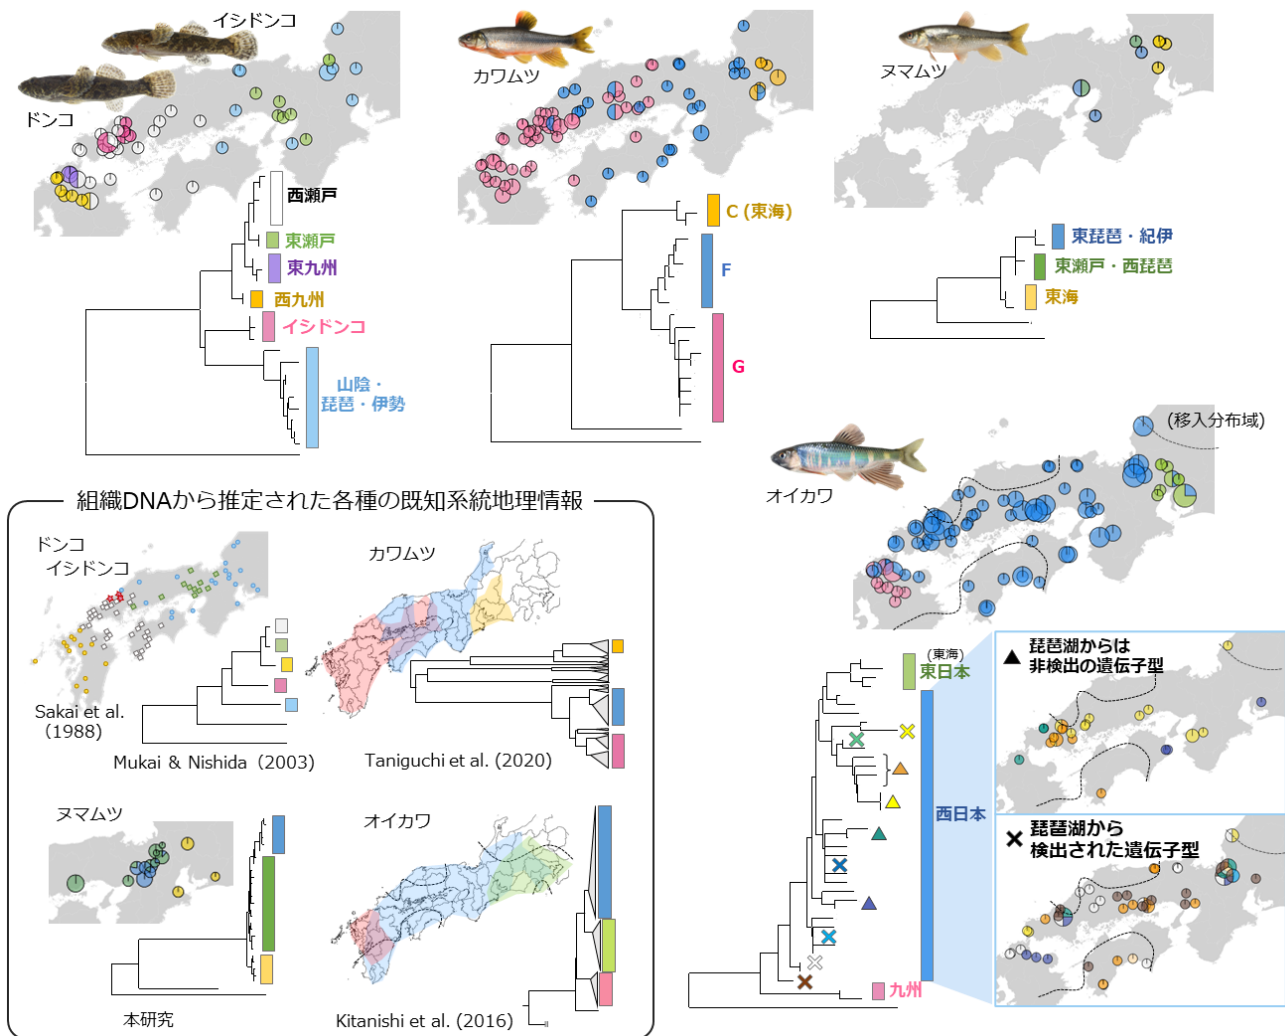 イシドンコ
ドンコ
西瀬戸
東瀬戸
東九州
西九州
イシドンコ
山陰・
琵琶・伊勢
カワムツ
C (東海)
F
G
ヌマムツ
東琵琶・紀伊
東瀬戸・西琵琶
東海
(移入分布域)
オイカワ
組織DNAから推定された各種の既知系統地理情報
ドンコ
イシドンコ
Sakai et al.
(1988)
Mukai & Nishida (2003)
カワムツ
Taniguchi et al. (2020)
ヌマムツ
本研究
オイカワ
Kitanishi et al. (2016)
(東海)
東日本
西日本
九州
琵琶湖からは
非検出の遺伝子型
琵琶湖から
検出された遺伝子型